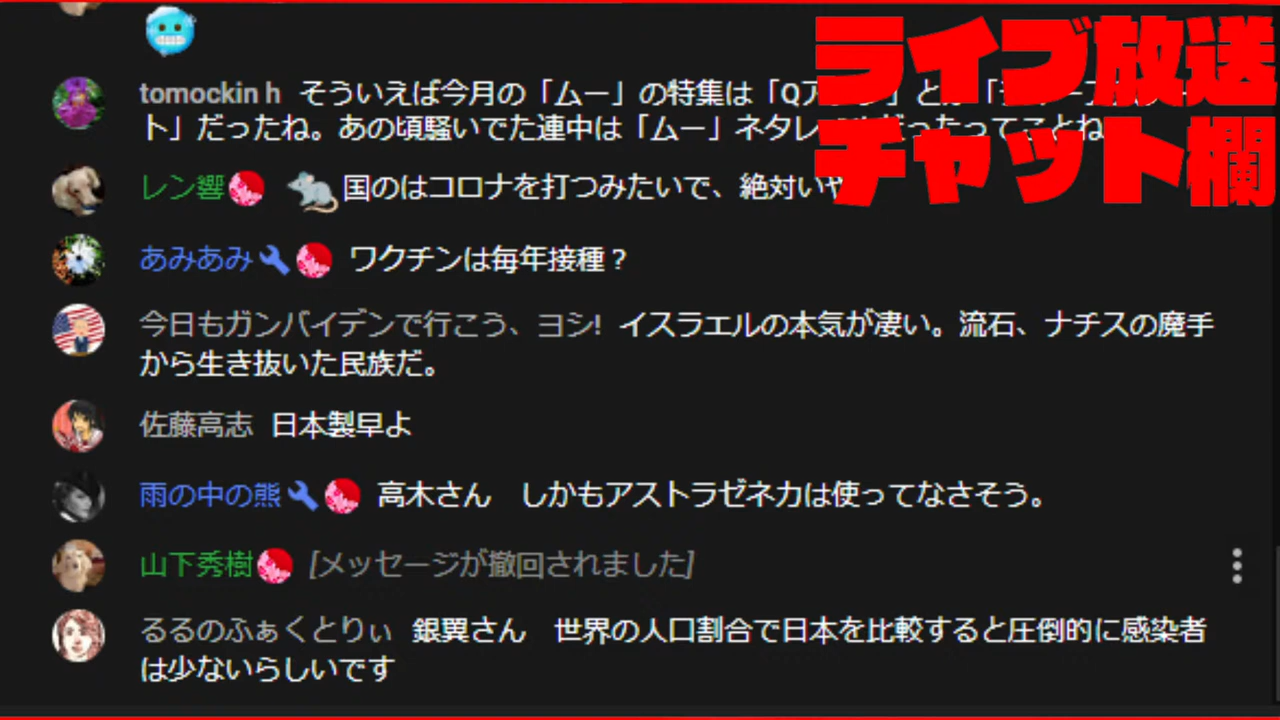 ライブ放送
チャット欄
tomockin h そういえば今月の「ムー」の特集は「Qア
ト」だったね。あの頃騒いでた連中は「ムー」ネタレ だったってことね
レン響 国のはコロナを打つみたいで、絶対いや
あみあみ ワクチンは毎年接種？
今日もガンバイデンで行こう、ヨシ! イスラエルの本気が凄い。流石、ナチスの魔手
から生き抜いた民族だ。
佐藤高志 日本製早よ
雨の中の熊 高木さん　しかもアストラゼネカは使ってなさそう。
山下秀樹 [メッセージが撤回されました]
るるのふぁくとりぃ 銀翼さん　世界の人口割合で日本を比較すると圧倒的に感染者
は少ないらしいです